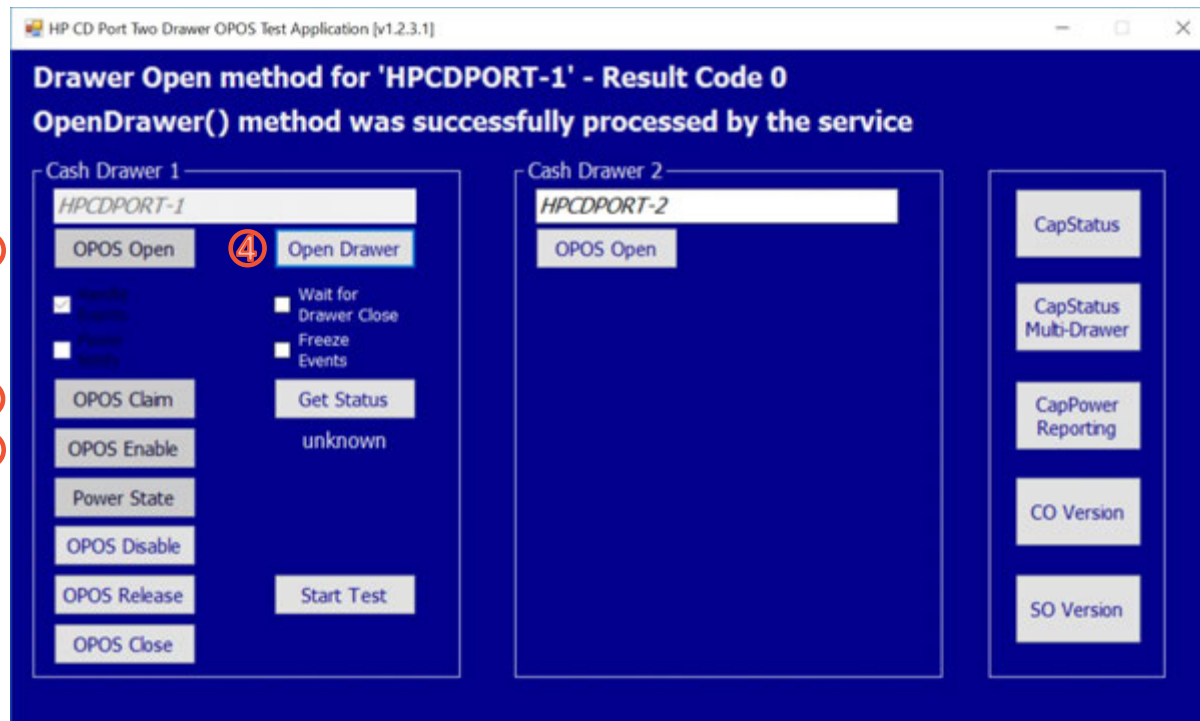 HP CD Port Two Drawer OPOS Test Application [v1.2.3.1]
Drawer Open method for 'HPCDPORT-1' - Result Code 0
OpenDrawer() method was successfully processed by the service
Cash Drawer 1
HPCDPORT-1
OPOS Open
④
Open Drawer
Wait for
Drawer Close
Freeze
Events
OPOS Claim
Get Status
OPOS Enable
unknown
Power State
OPOS Disable
OPOS Release
Start Test
OPOS Close
Cash Drawer 2
HPCDPORT-2
OPOS Open
CapStatus
CapStatus
Multi-Drawer
CapPower
Reporting
CO Version
SO Version